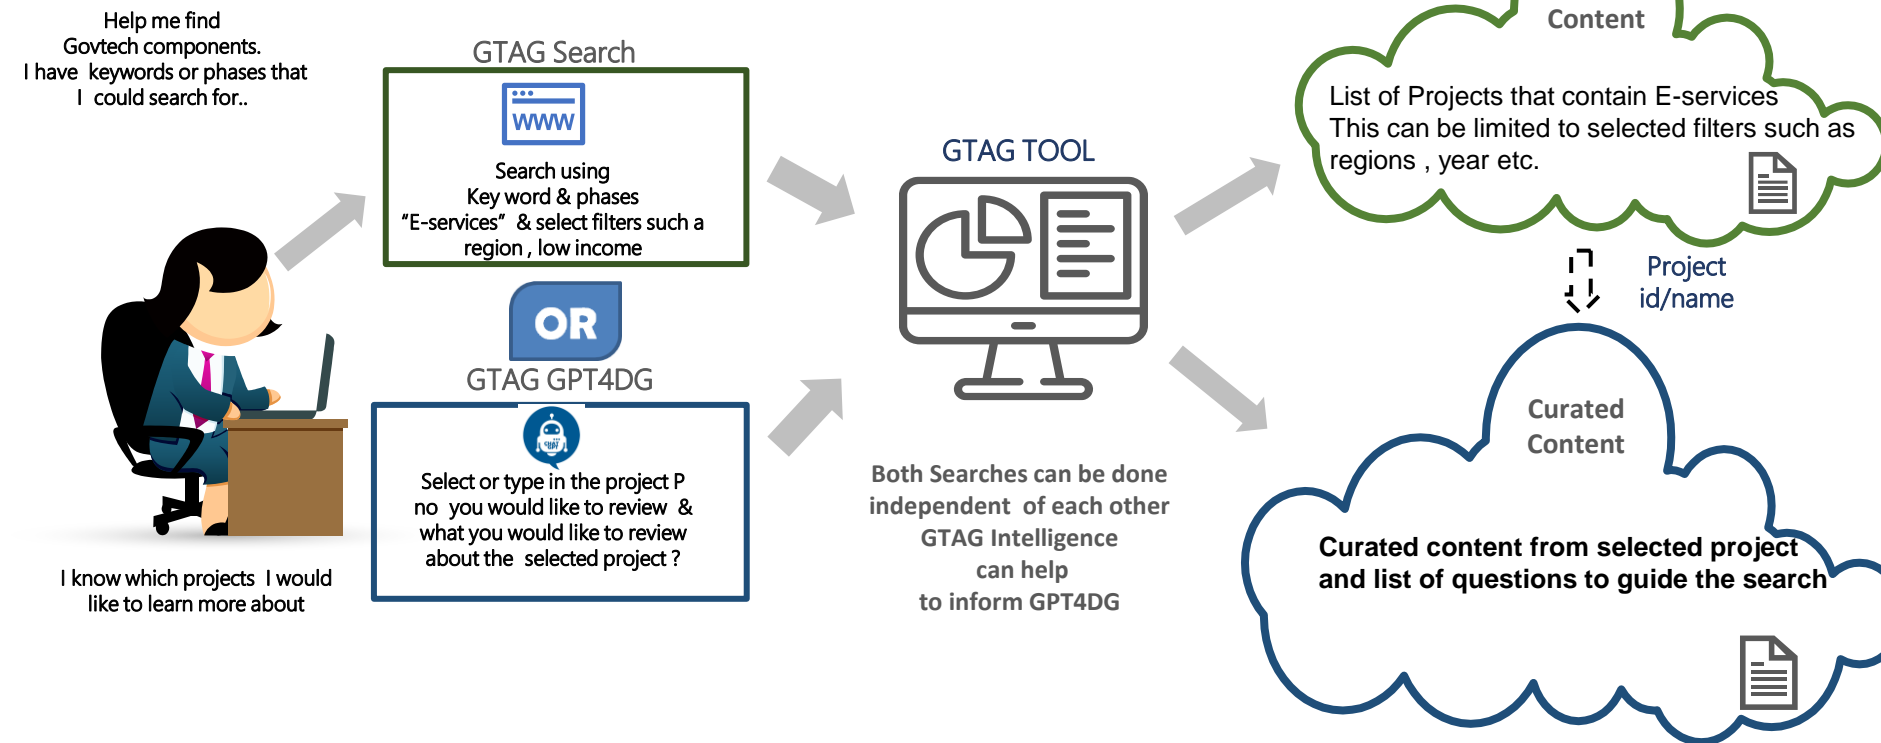 Help me find
Govtech components.
I have keywords or phases that
I could search for..
GTAG Search
www
Search using
Key word & phases
"E-services" & select filters such a
region , low income
OR
GTAG GPT4DG
Select or type in the project P
no you would like to review &
what you would like to review
about the selected project ?
I know which projects I would
like to learn more about
GTAG TOOL
Both Searches can be done
independent of each other
GTAG Intelligence
can help
to inform GPT4DG
Content
List of Projects that contain E-services
This can be limited to selected filters such as
regions , year etc.
Project
id/name
Curated
Content
Curated content from selected project
and list of questions to guide the search